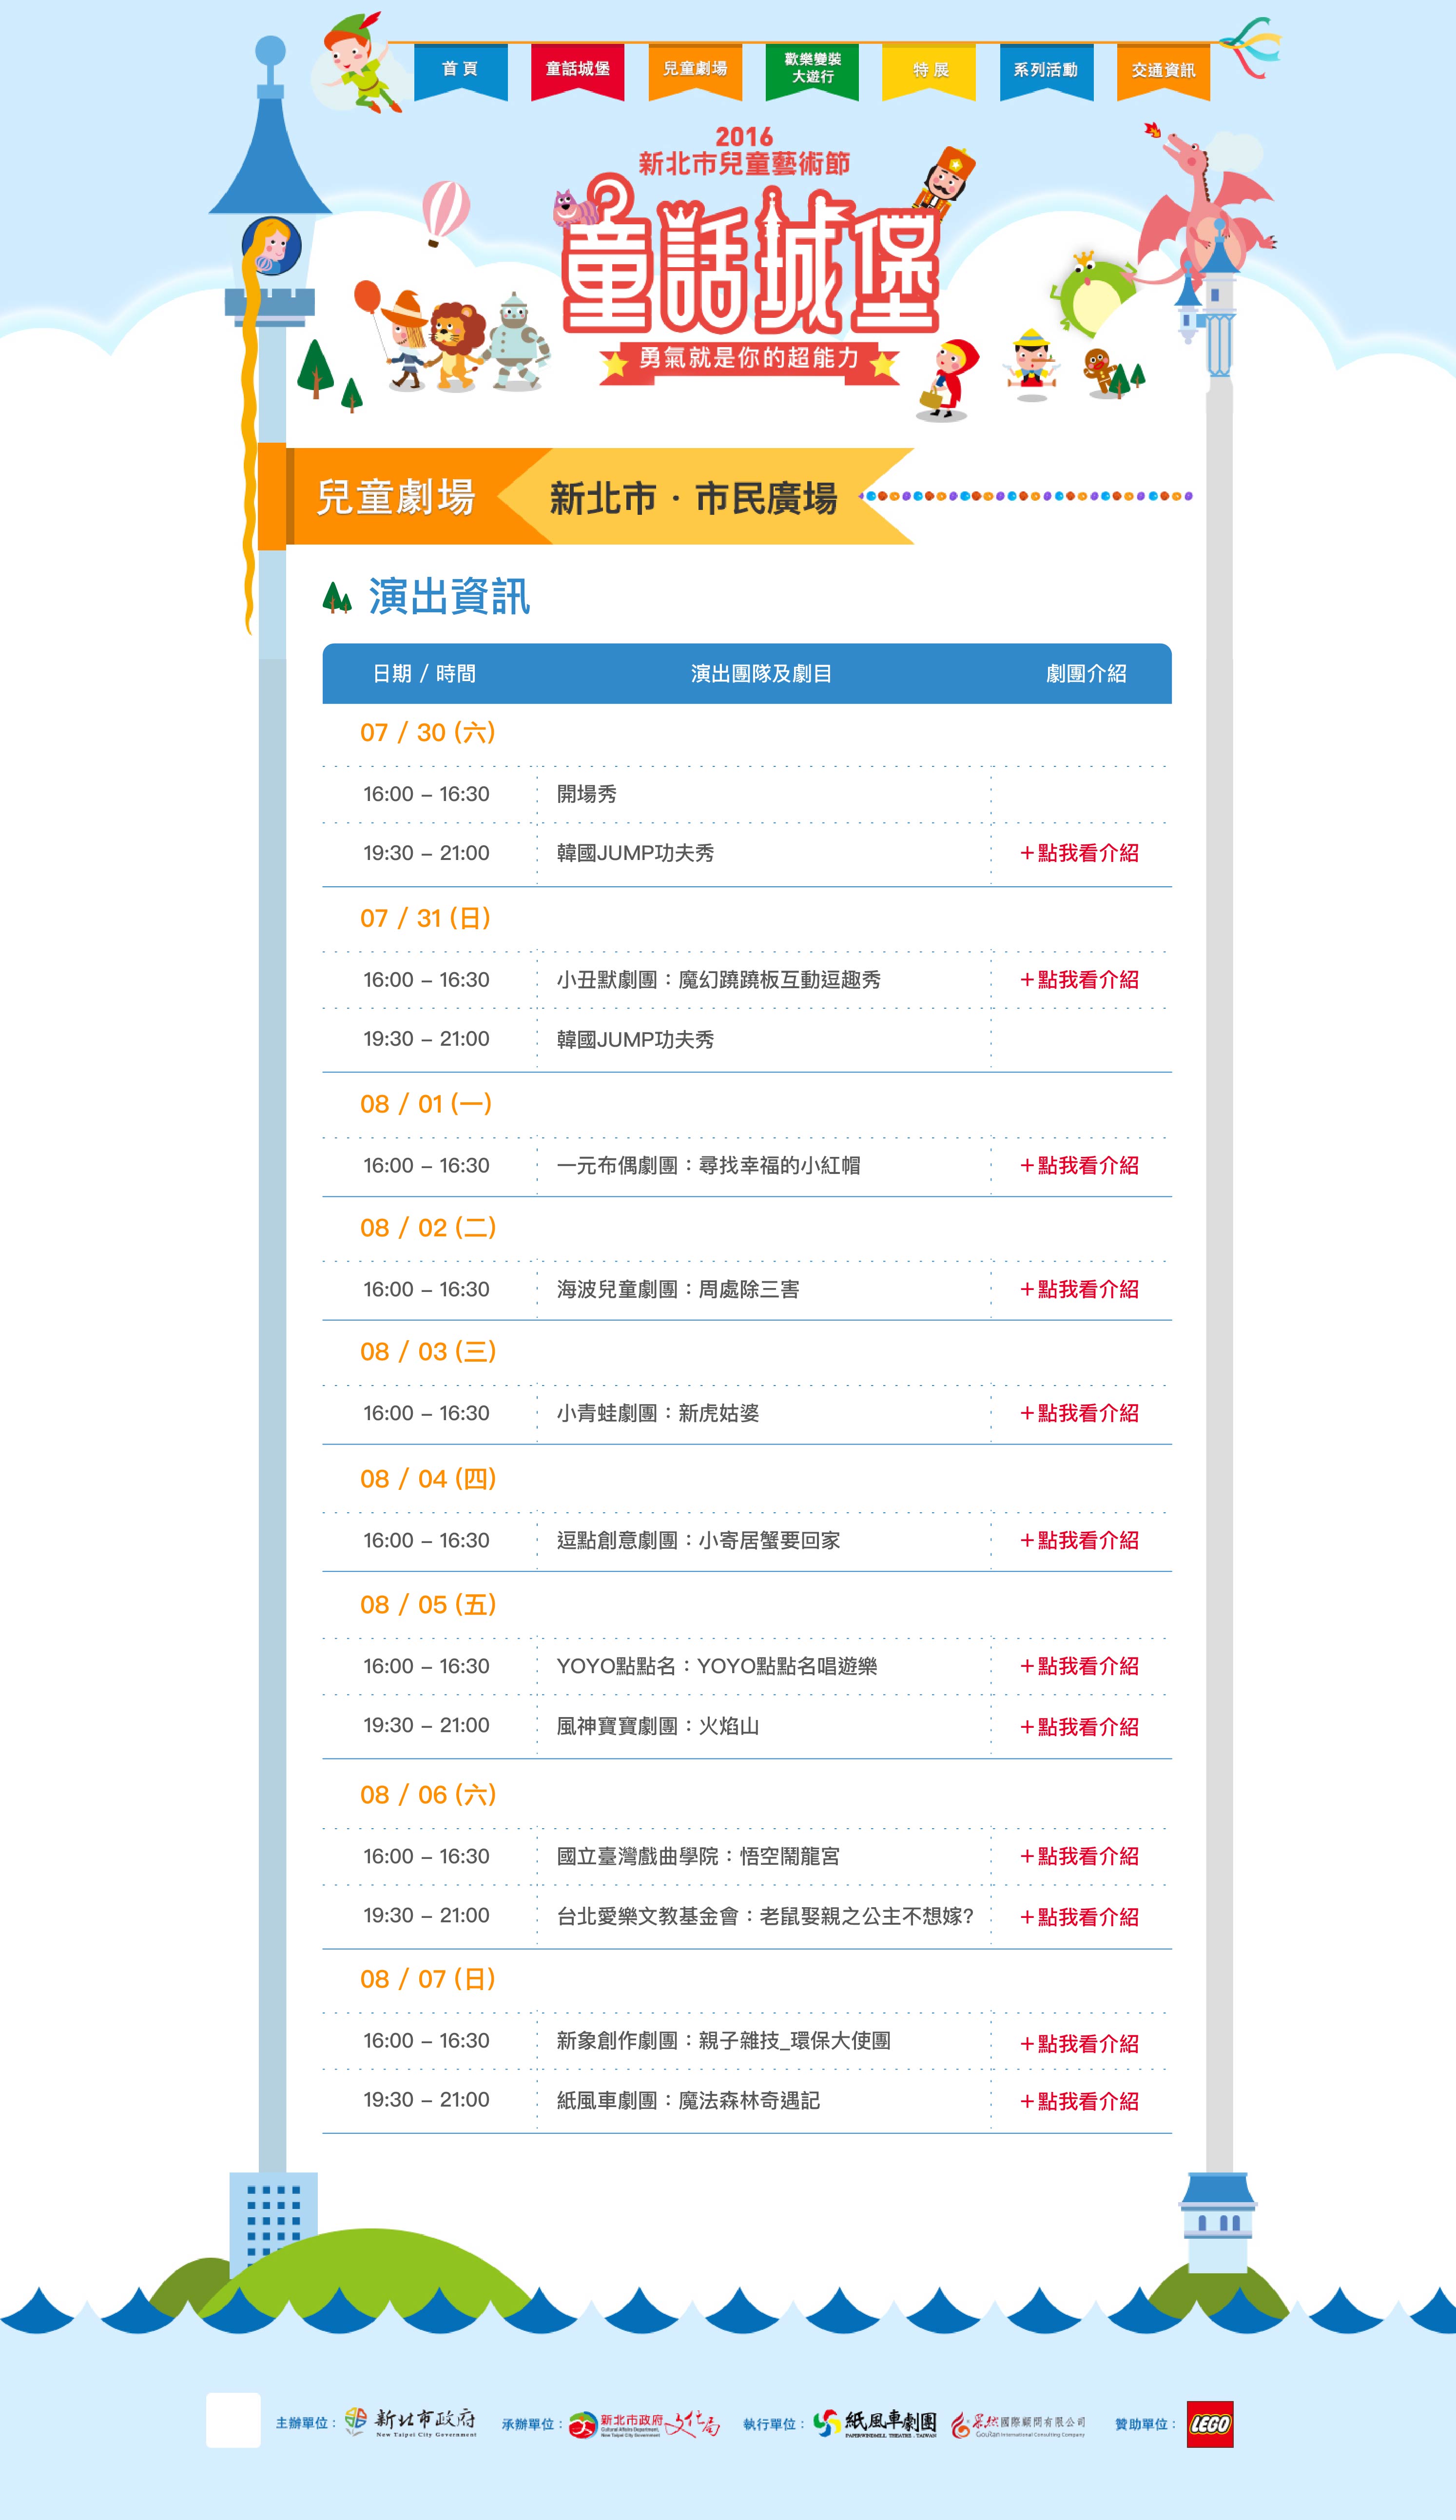 首頁
童話城堡
兒童劇場
歡樂變裝
大遊行
特展
系列活動
交通資訊
2016
新北市兒童藝術節
童話城堡
勇氣就是你的超能力
兒童劇場
新北市・市民廣場
演出資訊
日期 / 時間 演出團隊及劇目 劇團介紹
07 / 30 (六)
16:00 – 16:30 開場秀
19:30 – 21:00 韓國JUMP功夫秀 ＋點我看介紹
07 / 31 (日)
16:00 – 16:30 小丑默劇團：魔幻蹺蹺板互動逗趣秀 ＋點我看介紹
19:30 – 21:00 韓國JUMP功夫秀
08 / 01 (一)
16:00 – 16:30 一元布偶劇團：尋找幸福的小紅帽 ＋點我看介紹
08 / 02 (二)
16:00 – 16:30 海波兒童劇團：周處除三害 ＋點我看介紹
08 / 03 (三)
16:00 – 16:30 小青蛙劇團：新虎姑婆 ＋點我看介紹
08 / 04 (四)
16:00 – 16:30 逗點創意劇團：小寄居蟹要回家 ＋點我看介紹
08 / 05 (五)
16:00 – 16:30 YOYO點點名：YOYO點點名唱遊樂 ＋點我看介紹
19:30 – 21:00 風神寶寶劇團：火焰山 ＋點我看介紹
08 / 06 (六)
16:00 – 16:30 國立臺灣戲曲學院：悟空鬧龍宮 ＋點我看介紹
19:30 – 21:00 台北愛樂文教基金會：老鼠娶親之公主不想嫁? ＋點我看介紹
08 / 07 (日)
16:00 – 16:30 新象創作劇團：親子雜技_環保大使團 ＋點我看介紹
19:30 – 21:00 紙風車劇團：魔法森林奇遇記 ＋點我看介紹
主辦單位：
新北市政府
New Taipei City Government
承辦單位：
新北市政府
Cultural Affairs Department,
New Taipei City Government
文化局
執行單位：
紙風車劇團
PAPERWINDMILL THEATRE . TAIWAN
國際顧問有限公司
Goutan International Consulting Company
贊助單位：
LEGO